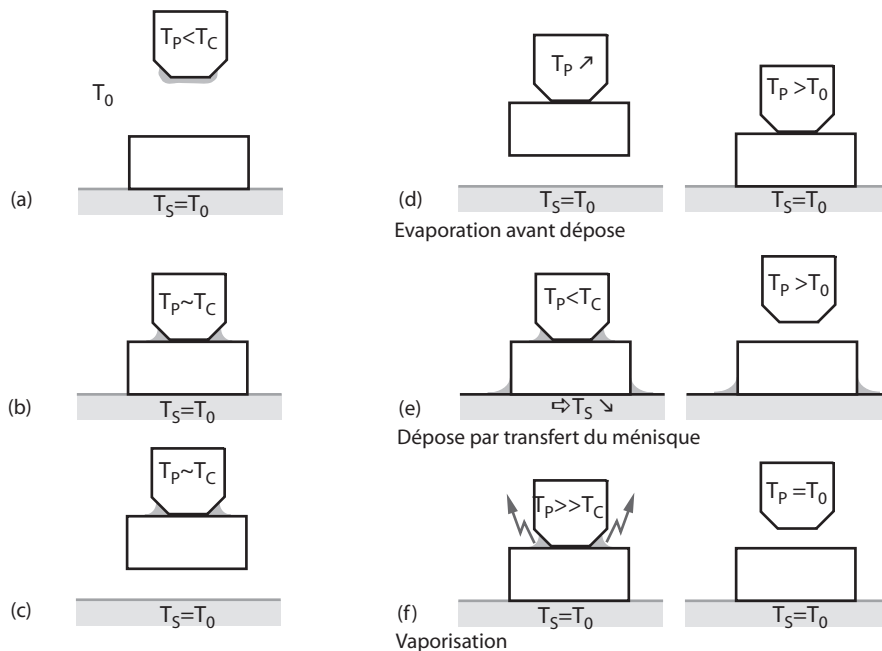 T_P<T_C
T_0
(a)
T_S=T_0
T_P~T_C
(b)
T_S=T_0
T_P~T_C
(c)
T_S=T_0
T_P ↗
T_P >T_0
(d)
T_S=T_0
T_S=T_0
Evaporation avant dépose
T_P<T_C
T_P >T_0
(e)
⇨T_S ↘
Dépose par transfert du ménisque
T_P>>T_C
T_P =T_0
(f)
T_S=T_0
T_S=T_0
Vaporisation